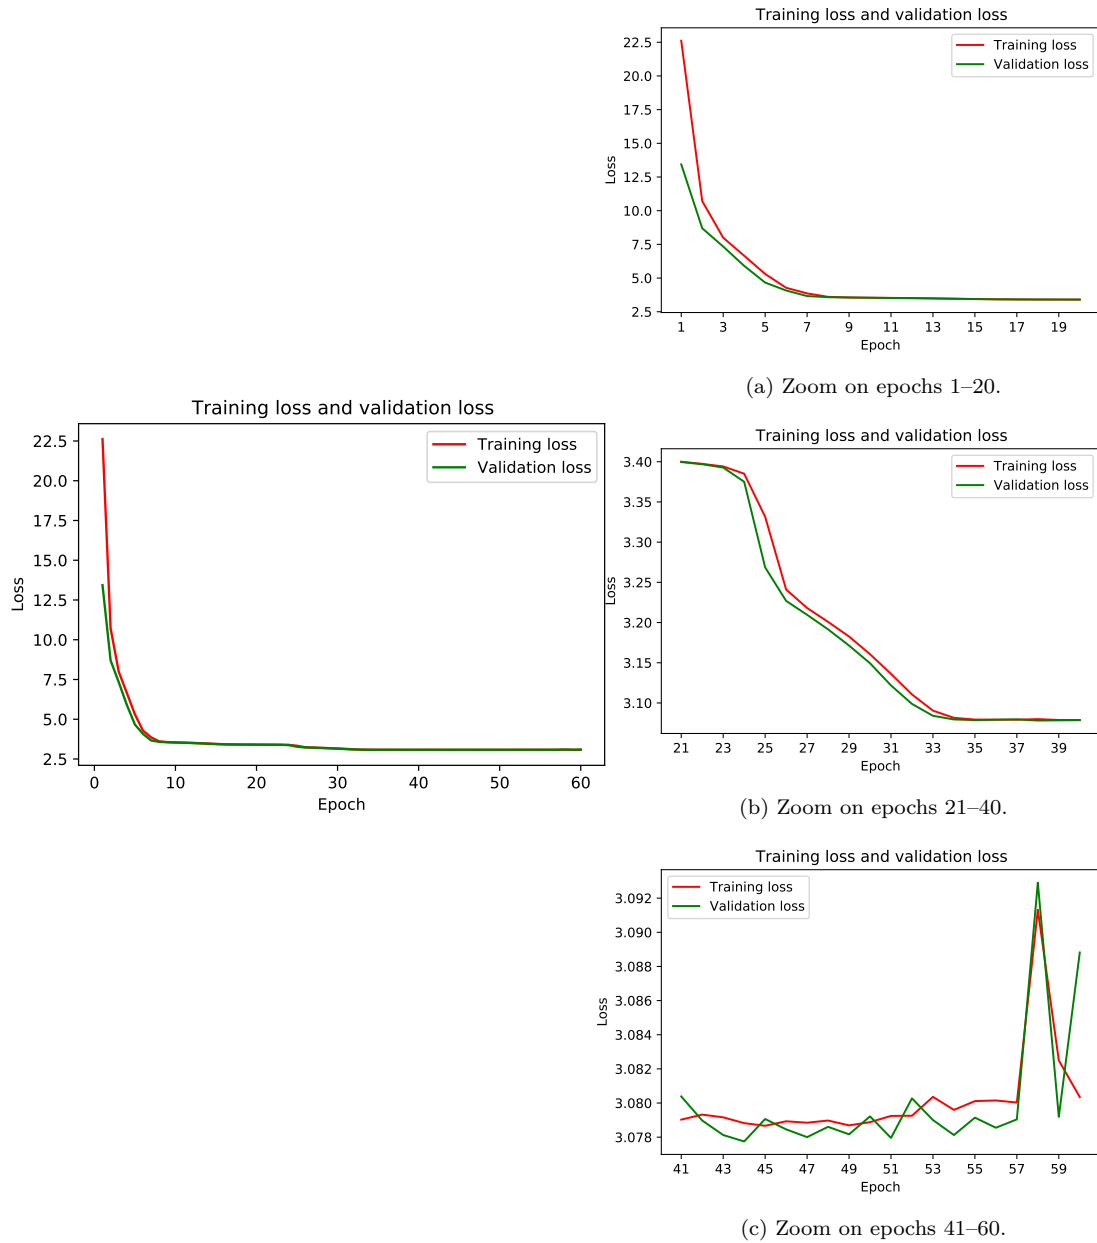 Training loss and validation loss
Training loss
Validation loss
22.5
20.0
17.5
15.0
12.5
10.0
7.5
5.0
2.5
Loss
1 3 5 7 9 11 13 15 17 19
Epoch
(a) Zoom on epochs 1–20.
Training loss and validation loss
Training loss
Validation loss
22.5
20.0
17.5
15.0
12.5
10.0
7.5
5.0
2.5
Loss
0 10 20 30 40 50 60
Epoch
Training loss and validation loss
Training loss
Validation loss
3.40
3.35
3.30
3.25
3.20
3.15
3.10
Loss
21 23 25 27 29 31 33 35 37 39
Epoch
(b) Zoom on epochs 21–40.
Training loss and validation loss
Training loss
Validation loss
3.092
3.090
3.088
3.086
3.084
3.082
3.080
3.078
Loss
41 43 45 47 49 51 53 55 57 59
Epoch
(c) Zoom on epochs 41–60.